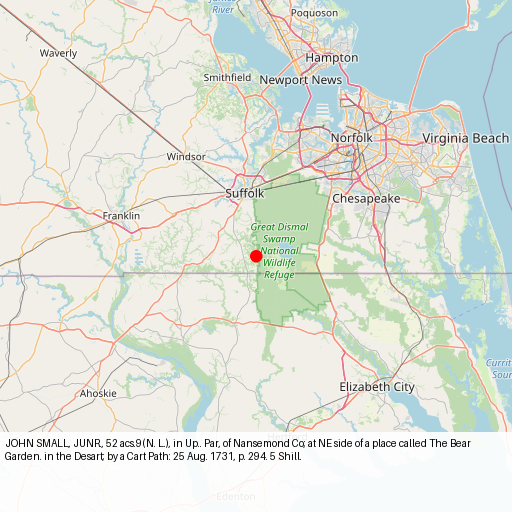 Poquoson
James
River
Waverly
Hampton
Smithfield
Newport News
Norfolk
Virginia Beach
Windsor
Suffolk
Chesapeake
Franklin
Great Dismal
Swamp
National
Wildlife
Refuge
Currit
Soun
Elizabeth City
Ahoskie
JOHN SMALL, JUNR, 52 acs.9(N. L.), in Up. Par, of Nansemond Co; at NE side of a place called The Bear
Garden. in the Desart; by a Cart Path: 25 Aug. 1731, p. 294. 5 Shill.
Edenton